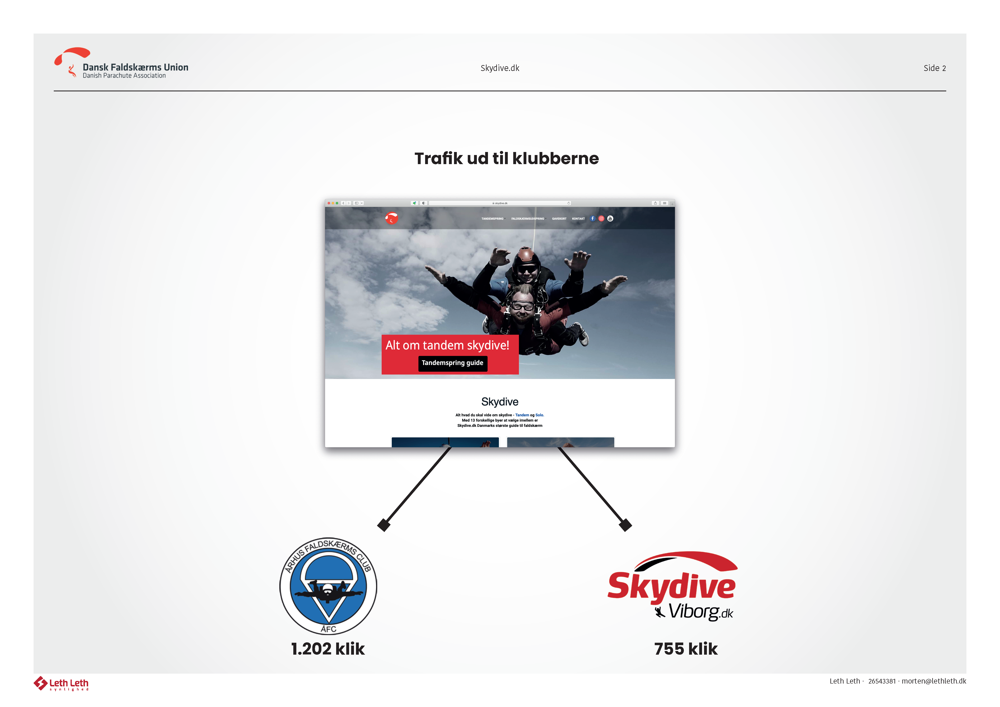 Dansk Faldskærms Union
Danish Parachute Association
Skydive.dk
Side 2
Trafik ud til klubberne
skydive.dk
TANDEMSPRING
FALDSKÆRMSUDSPRING
GAVEKORT
KONTAKT
Alt om tandem skydive!
Tandemspring guide
Skydive
Alt hvad du skal vide om skydive - Tandem og Solo.
Med 13 forskellige byer at vælge imellem er
Skydive.dk Danmarks største guide til faldskærm
ÅRHUS FALDSKÆRMS CLUB
ÅFC
1.202 klik
Skydive
Viborg.dk
755 klik
Leth Leth
synlighed
Leth Leth · 26543381 · morten@lethleth.dk